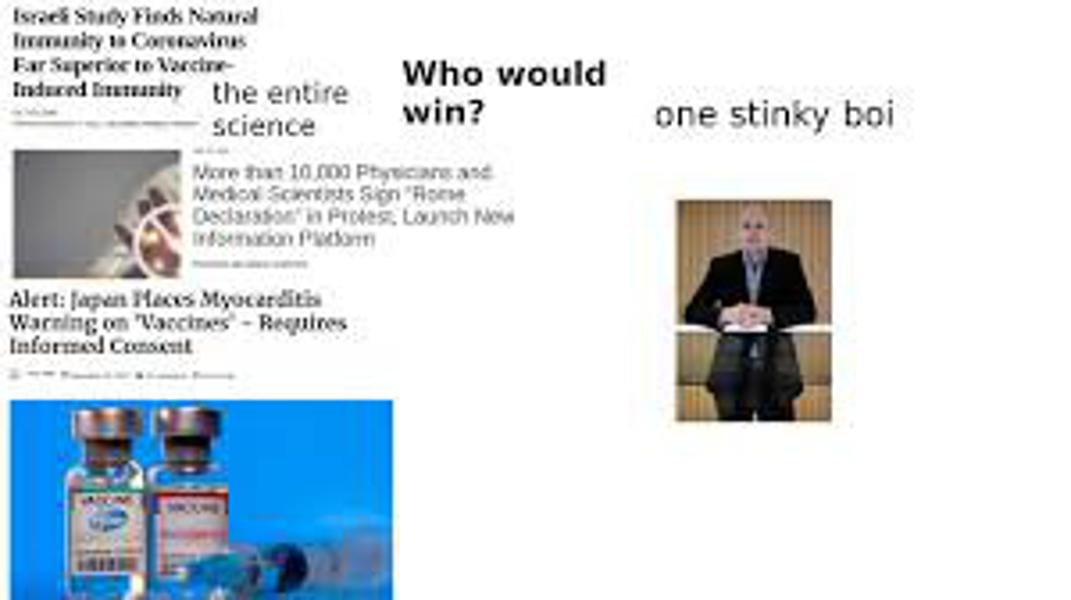 Israeli Study Finds Natural
Immunity to Coronavirus
Far Superior to Vaccine-
Induced Immunity
the entire
science
Who would
win?
one stinky boi
More than 10,000 Physicians and
Medical Scientists Sign "Rome
Declaration" in Protest, Launch New
Information Platform
Alert: Japan Places Myocarditis
Warning on 'Vaccines' - Requires
Informed Consent
VACCINE
VACCINE